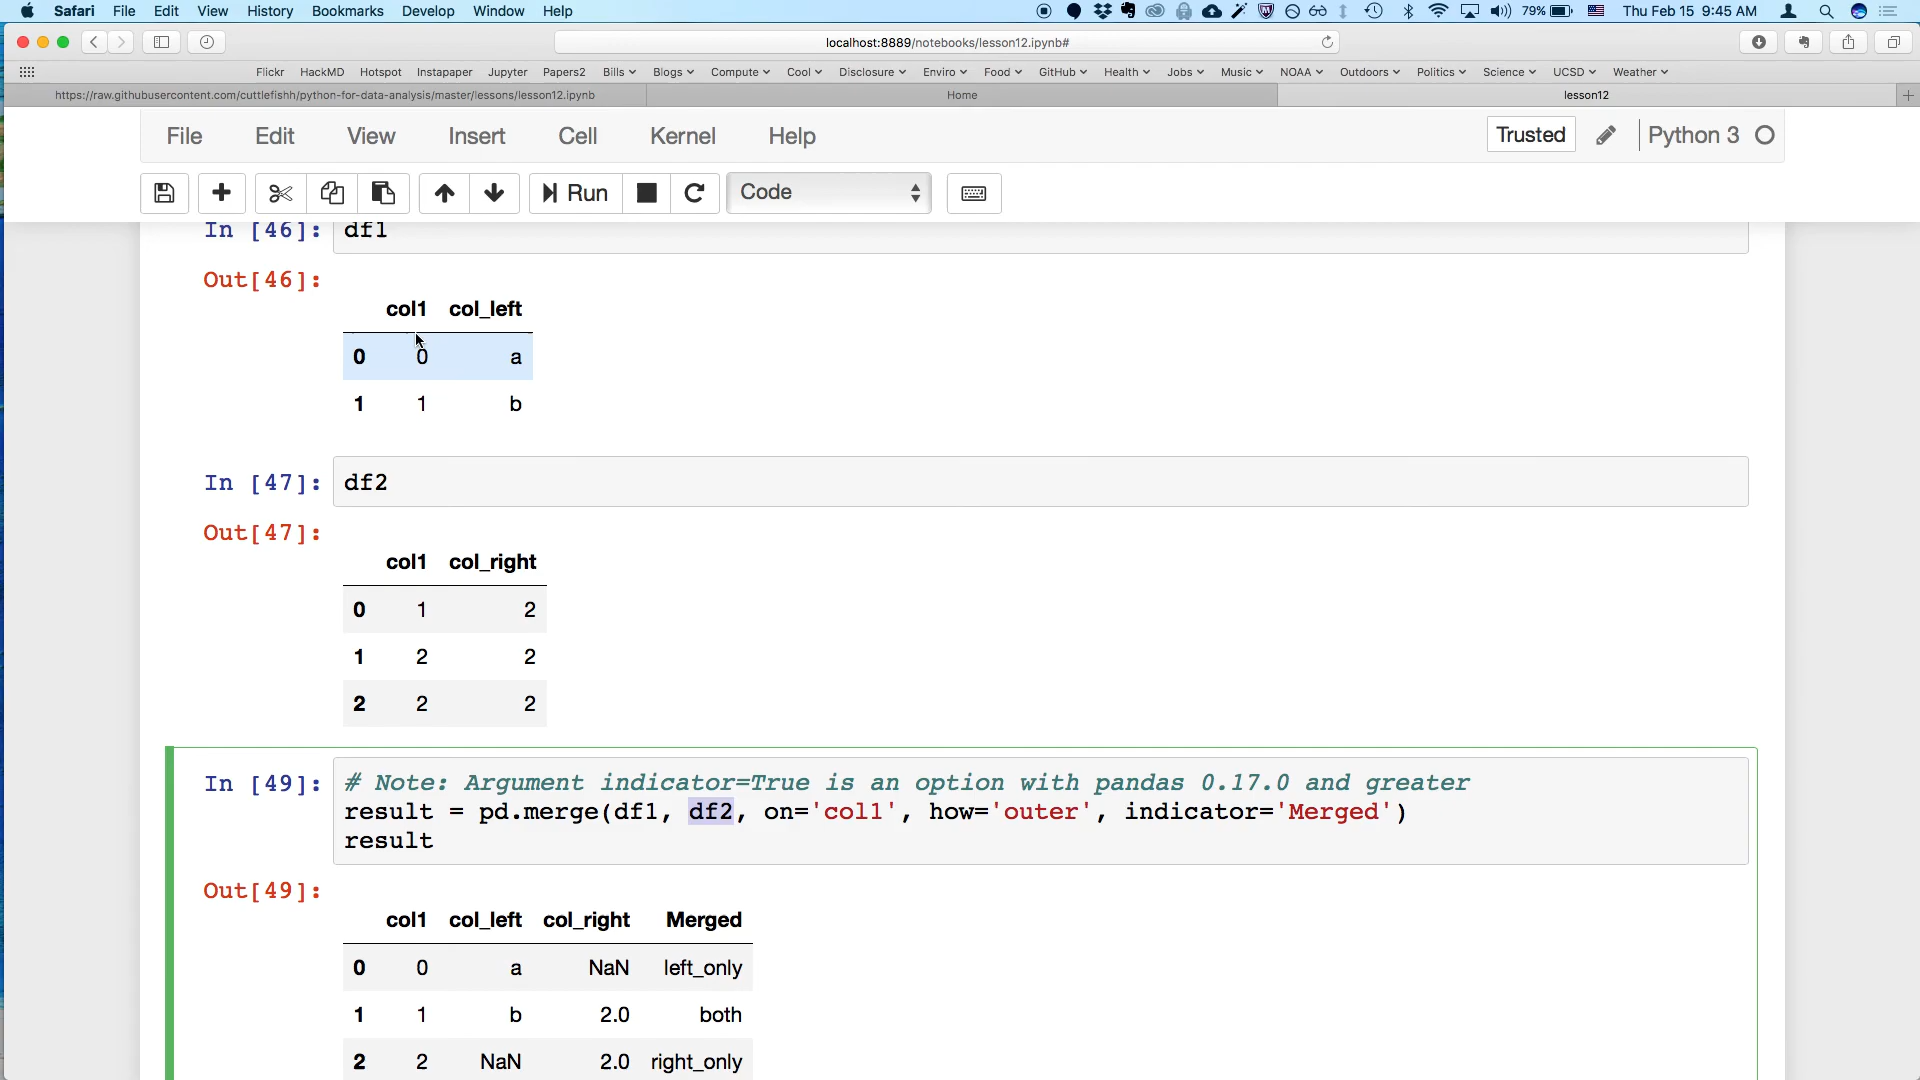 Safari File Edit View History Bookmarks Develop Window Help 79% Thu Feb 15 9:45 AM
localhost:8889/notebooks/lesson12.ipynb#
Flickr HackMD Hotspot Instapaper Jupyter Papers2 Bills Blogs Compute Cool Disclosure Enviro Food GitHub Health Jobs Music NOAA Outdoors Politics Science UCSD Weather
https://raw.githubusercontent.com/cuttlefishh/python-for-data-analysis/master/lessons/lesson12.ipynb Home lesson12
File Edit View Insert Cell Kernel Help Trusted Python 3
Run Code
In [46]: df1
Out[46]:
col1 col_left
0 0 a
1 1 b
In [47]: df2
Out[47]:
col1 col_right
0 1 2
1 2 2
2 2 2
In [49]: # Note: Argument indicator=True is an option with pandas 0.17.0 and greater
result = pd.merge(df1, df2, on='col1', how='outer', indicator='Merged')
result
Out[49]:
col1 col_left col_right Merged
0 0 a NaN left_only
1 1 b 2.0 both
2 2 NaN 2.0 right_only